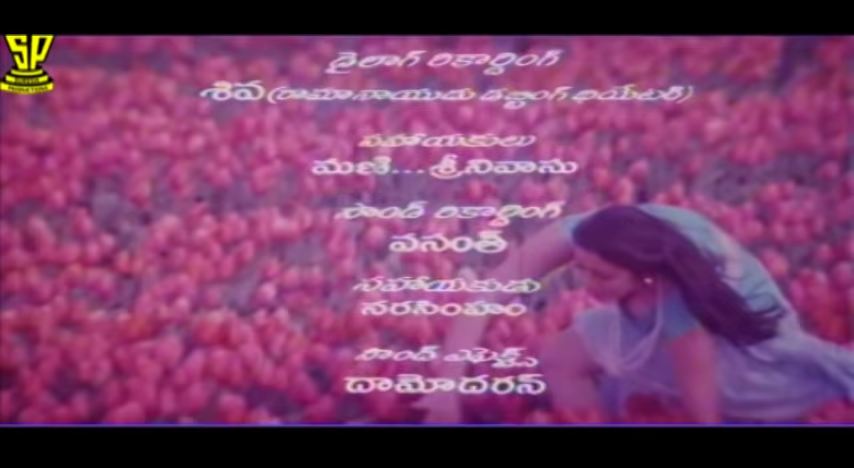 SP
డైలాగ్ రికార్డింగ్
శివ (రామానాయుడు డబ్బింగ్ థియేటర్)
సహాయకులు
మణి... శ్రీనివాసు
సౌండ్ రికార్డింగ్
వసంత్
సహాయకుడు
నరసింహం
సౌండ్ ఎఫెక్ట్స్
దామోదరన్